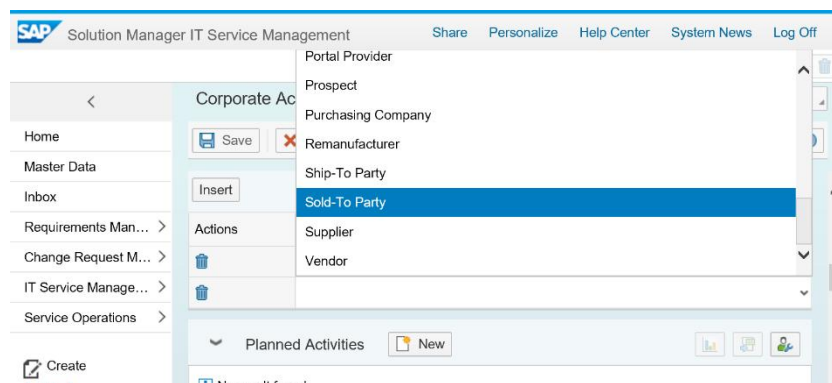 SAP Solution Manager IT Service Management Share Personalize Help Center System News Log Off
Portal Provider
Prospect
Corporate Ac
Purchasing Company
Home
Save
Remanufacturer
Master Data
Ship-To Party
Inbox
Insert
Sold-To Party
Requirements Man...
Actions
Supplier
Change Request M...
Vendor
IT Service Manage...
Service Operations
Planned Activities New
Create